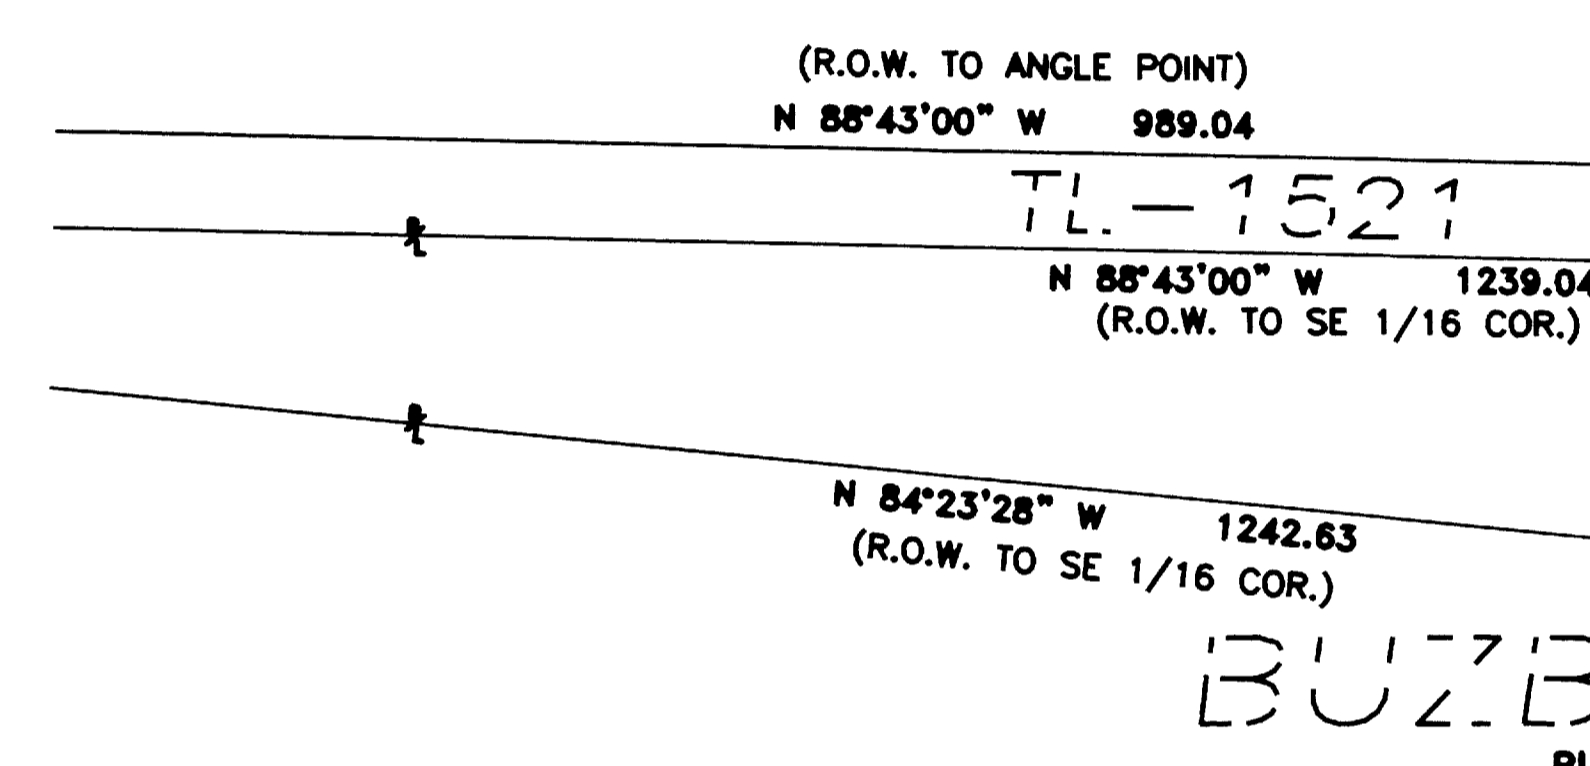 (R.O.W. TO ANGLE POINT)
N 88°43'00" W 989.04
TL.-1521
N 88°43'00" W 1239.04
(R.O.W. TO SE 1/16 COR.)
N 84°23'28" W 1242.63
(R.O.W. TO SE 1/16 COR.)
BUZB